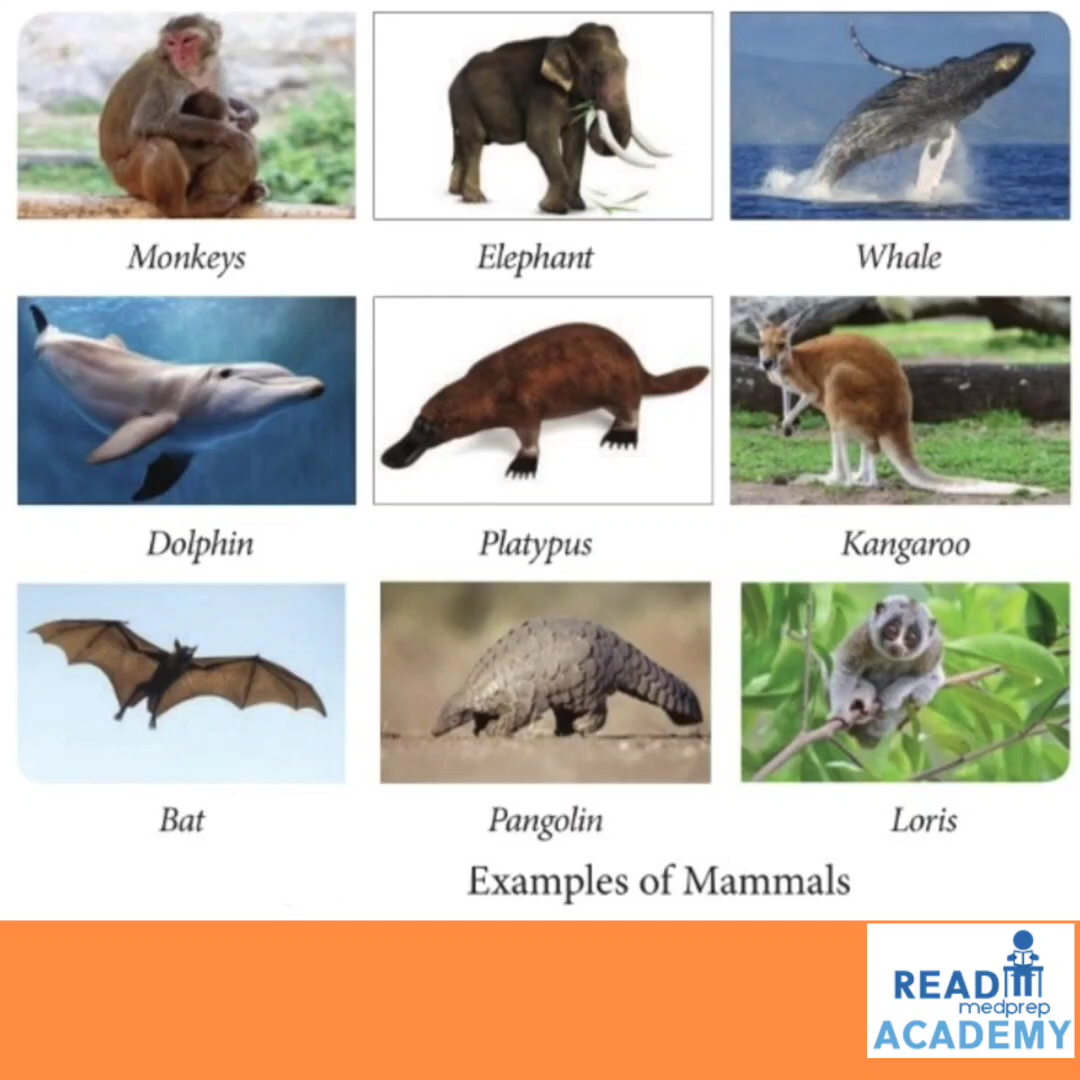 Monkeys
Elephant
Whale
Dolphin
Platypus
Kangaroo
Bat
Pangolin
Loris
Examples of Mammals
READ
medprep
ACADEMY